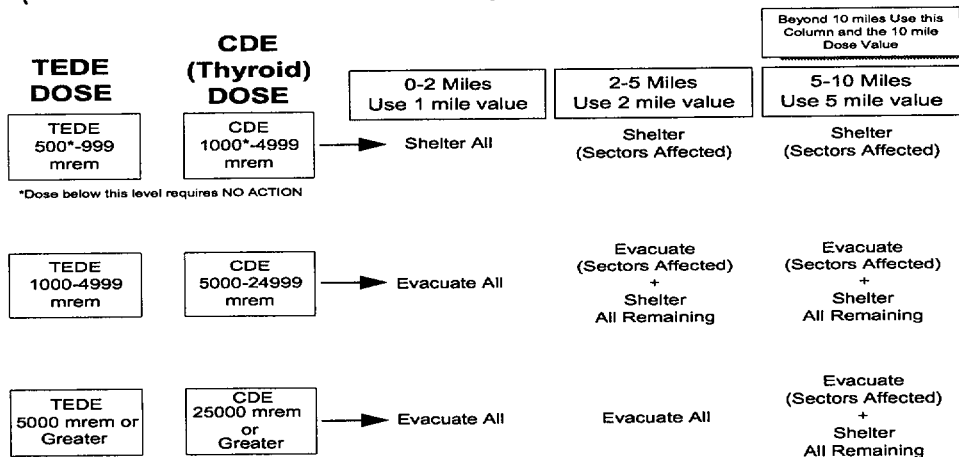 Beyond 10 miles Use this
Column and the 10 mile
Dose Value
TEDE
DOSE
CDE
(Thyroid)
DOSE
0-2 Miles
Use 1 mile value
2-5 Miles
Use 2 mile value
5-10 Miles
Use 5 mile value
TEDE
500*-999
mrem
CDE
1000*-4999
mrem
Shelter All
Shelter
(Sectors Affected)
Shelter
(Sectors Affected)
*Dose below this level requires NO ACTION
TEDE
1000-4999
mrem
CDE
5000-24999
mrem
Evacuate All
Evacuate
(Sectors Affected)
+
Shelter
All Remaining
Evacuate
(Sectors Affected)
+
Shelter
All Remaining
TEDE
5000 mrem or
Greater
CDE
25000 mrem
or
Greater
Evacuate All
Evacuate All
Evacuate
(Sectors Affected)
+
Shelter
All Remaining